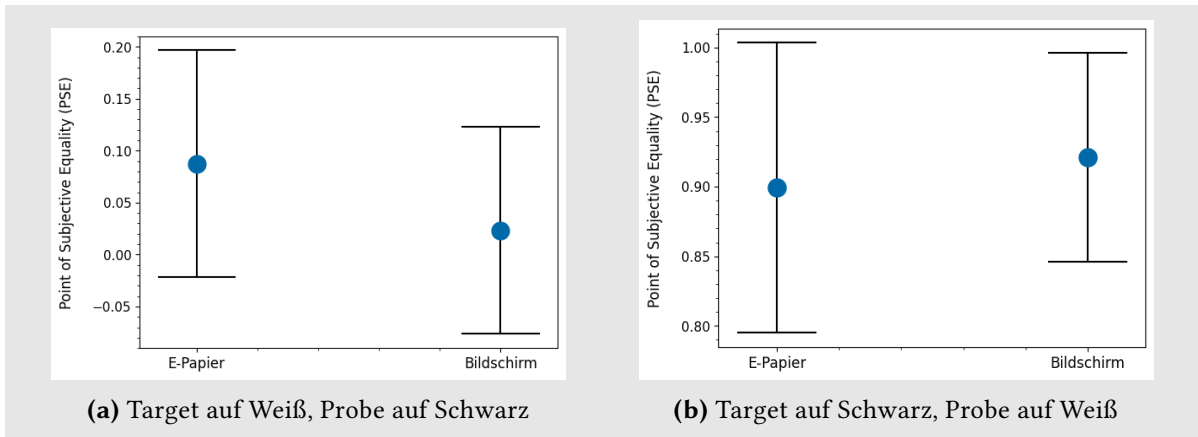 Point of Subjective Equality (PSE)
0.20
0.15
0.10
0.05
0.00
−0.05
E-Papier Bildschirm
(a) Target auf Weiß, Probe auf Schwarz
Point of Subjective Equality (PSE)
1.00
0.95
0.90
0.85
0.80
E-Papier Bildschirm
(b) Target auf Schwarz, Probe auf Weiß